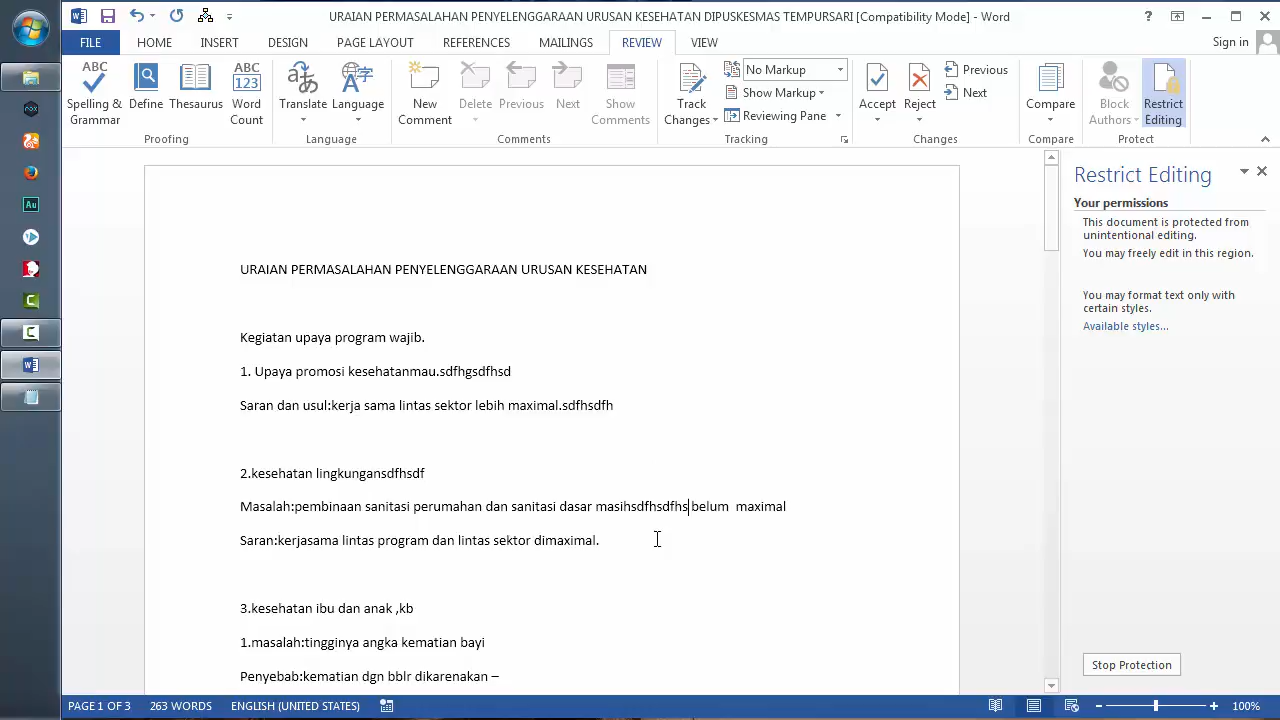 URAIAN PERMASALAHAN PENYELENGGARAAN URUSAN KESEHATAN DIPUKESMAS TEMPURSARI [Compatibility Mode] - Word
?
FILE HOME INSERT DESIGN PAGE LAYOUT REFERENCES MAILINGS REVIEW VIEW Sign in
ABC Spelling & Grammar
Define
Thesaurus
ABC 123 Word Count
Translate
Language
New Comment
Delete
Previous
Next
Show Comments
Track Changes
No Markup
Show Markup
Reviewing Pane
Accept
Reject
Previous
Next
Compare
Block Authors
Restrict Editing
Proofing Language Comments Tracking Changes Compare Protect
URAIAN PERMASALAHAN PENYELENGGARAAN URUSAN KESEHATAN
Kegiatan upaya program wajib.
1. Upaya promosi kesehatanmau.sdfhgsdfhsd
Saran dan usul:kerja sama lintas sektor lebih maximal.sdfhsdfh
2.kesehatan lingkungansdfhsdf
Masalah:pembinaan sanitasi perumahan dan sanitasi dasar masihsdfhsdfhs belum  maximal
Saran:kerjasama lintas program dan lintas sektor dimaximal.
3.kesehatan ibu dan anak ,kb
1.masalah:tingginya angka kematian bayi
Penyebab:kematian dgn bblr dikarenakan –
Restrict Editing
Your permissions
This document is protected from
unintentional editing.
You may freely edit in this region.
You may format text only with
certain styles.
Available styles...
Stop Protection
Au
PAGE 1 OF 3 263 WORDS ENGLISH (UNITED STATES) 100%